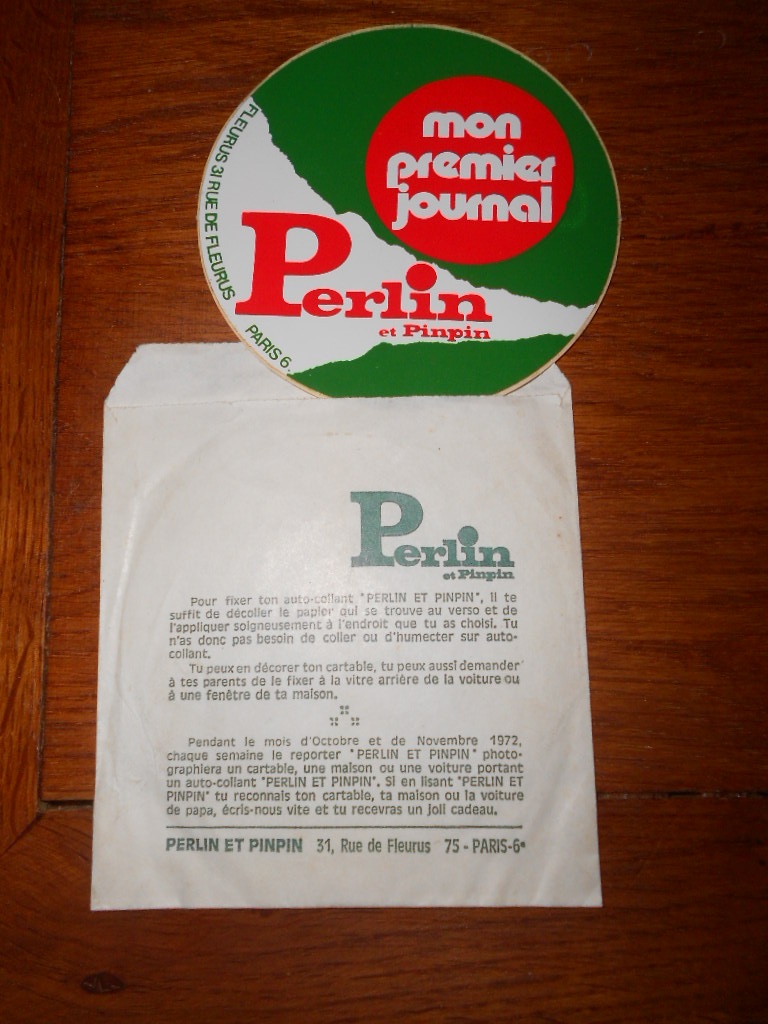 mon
premier
journal
FLEURUS 31 RUE DE FLEURUS
PARIS 6.
Perlin
et Pinpin
Perlin
et Pinpin
Pour fixer ton auto-collant "PERLIN ET PINPIN", il te
suffit de décoller le papier qui se trouve au verso et de
l'appliquer soigneusement à l'endroit que tu as choisi. Tu
n'as donc pas besoin de coller ou d'humecter sur auto-
collant.
Tu peux en décorer ton cartable, tu peux aussi demander
à tes parents de le fixer à la vitre arrière de la voiture ou
à une fenêtre de ta maison.
Pendant le mois d'Octobre et de Novembre 1972,
chaque semaine le reporter "PERLIN ET PINPIN" photo-
graphiera un cartable, une maison ou une voiture portant
un auto-collant "PERLIN ET PINPIN". Si en lisant "PERLIN ET
PINPIN" tu reconnais ton cartable, ta maison ou la voiture
de papa, écris-nous vite et tu recevras un joli cadeau.
PERLIN ET PINPIN 31, Rue de Fleurus 75 - PARIS-6e